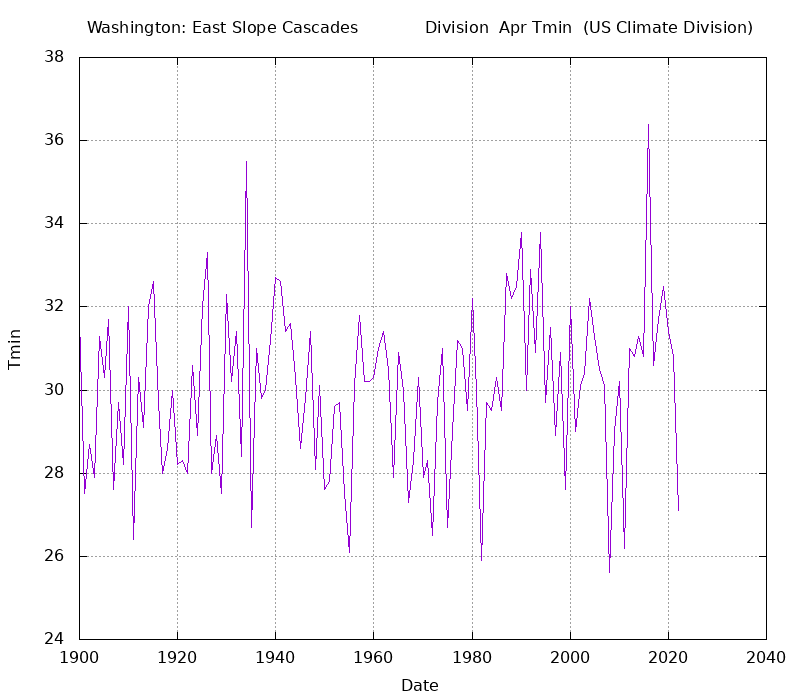 Washington: East Slope Cascades Division Apr Tmin (US Climate Division)
38
36
34
32
30
28
26
24
Tmin
1900 1920 1940 1960 1980 2000 2020 2040
Date